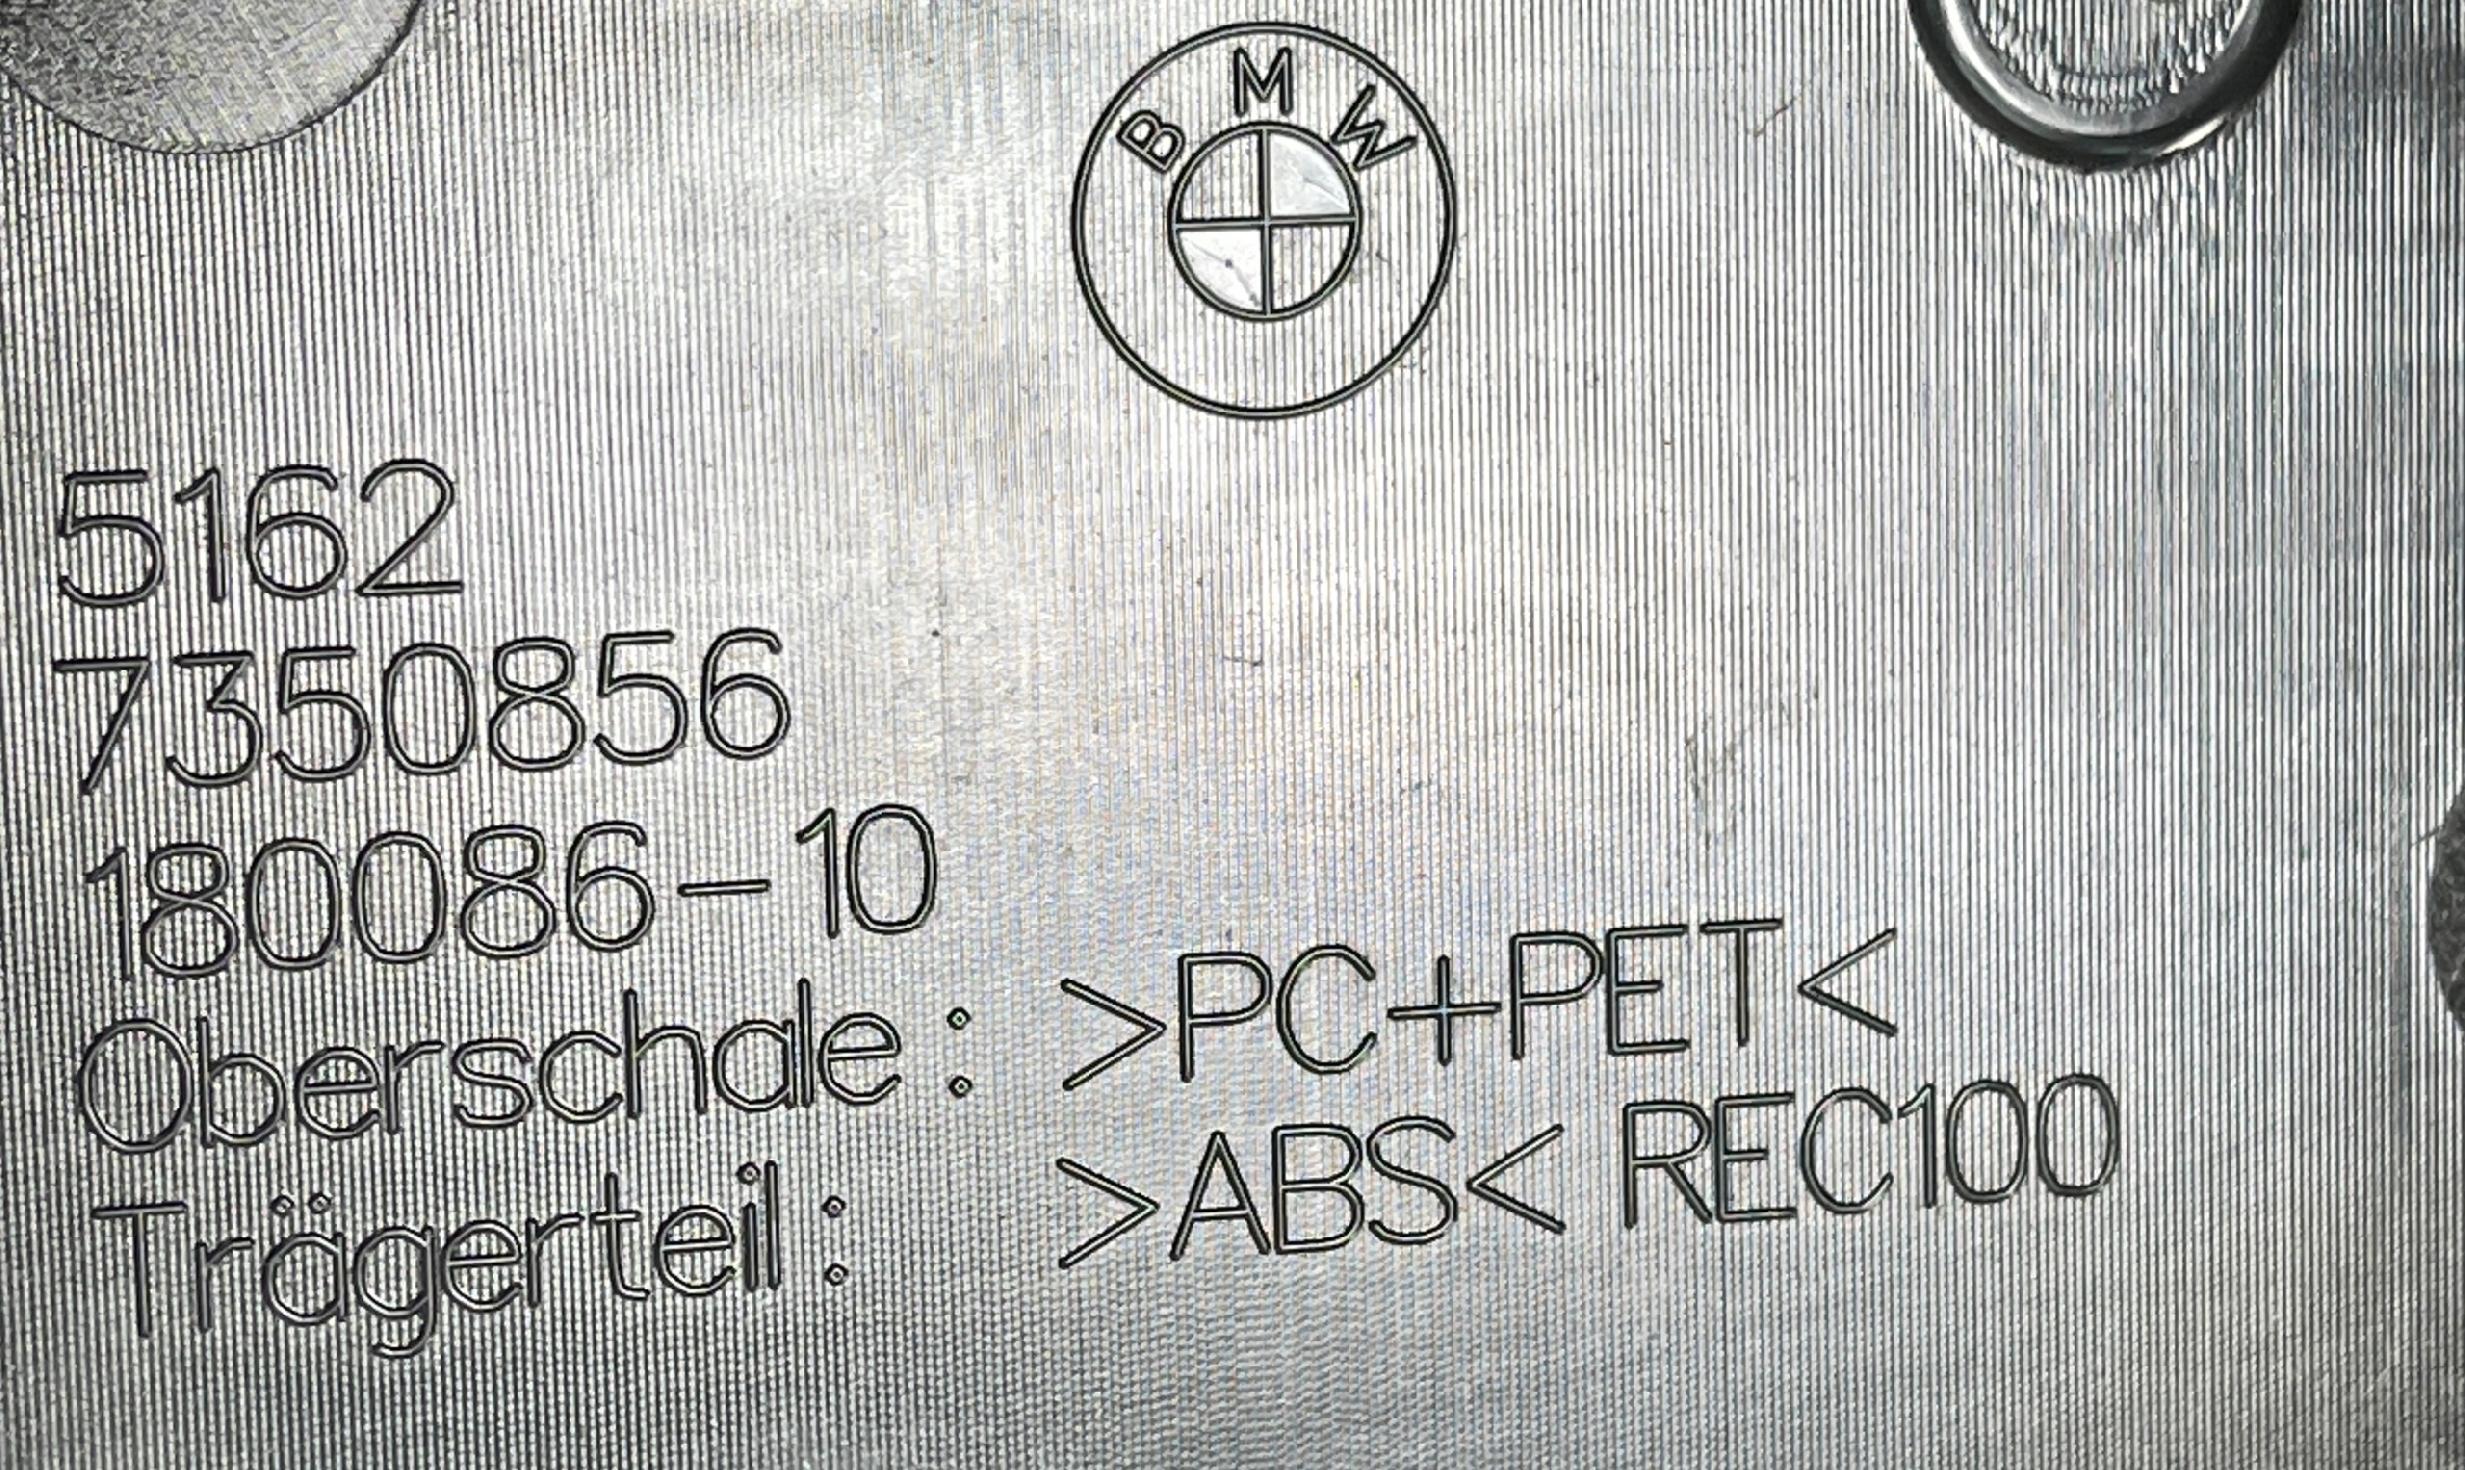 BMW
5162
7350856
180086-10
Oberschale: >PC+PET<
Trägerteil: >ABS< REC100